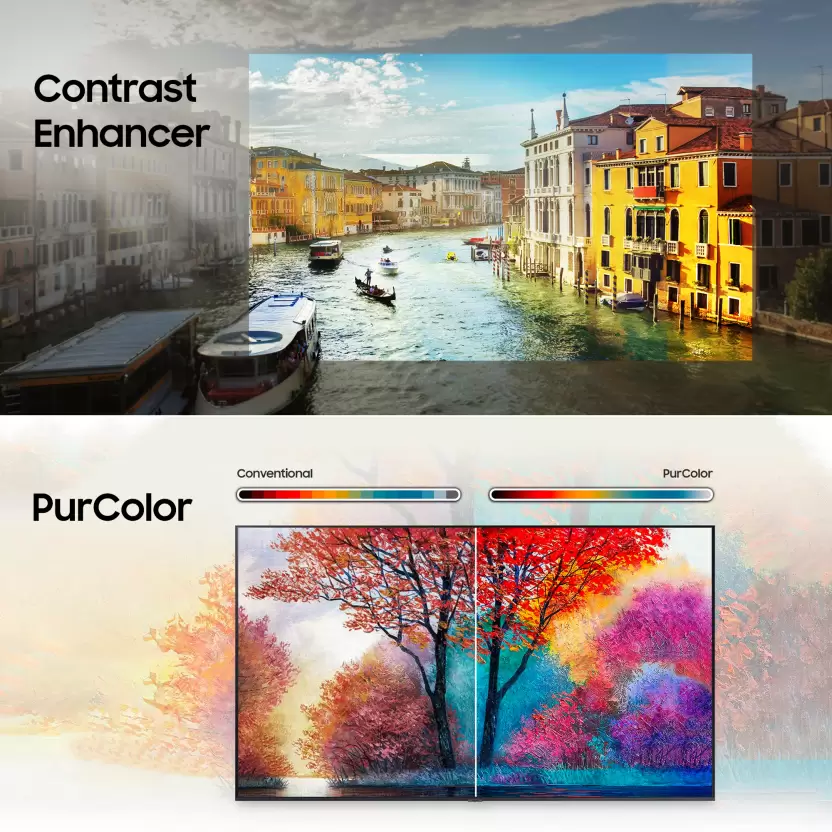 Contrast
Enhancer
Conventional
PurColor
PurColor